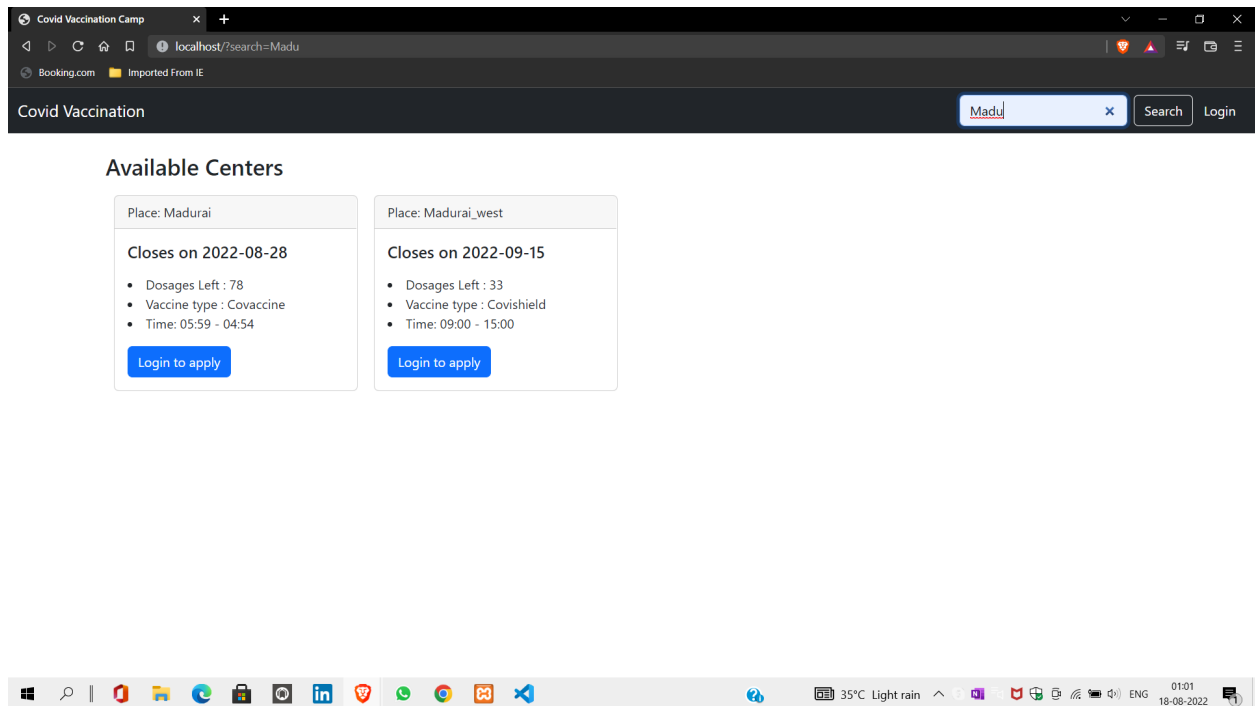 Covid Vaccination Camp
localhost/?search=Madu
Booking.com Imported From IE
Covid Vaccination Madu Search Login
Available Centers
Place: Madurai
Closes on 2022-08-28
Dosages Left : 78
Vaccine type : Covaccine
Time: 05:59 - 04:54
Login to apply
Place: Madurai_west
Closes on 2022-09-15
Dosages Left : 33
Vaccine type : Covishield
Time: 09:00 - 15:00
Login to apply
35°C Light rain ENG 01:01
18-08-2022
1